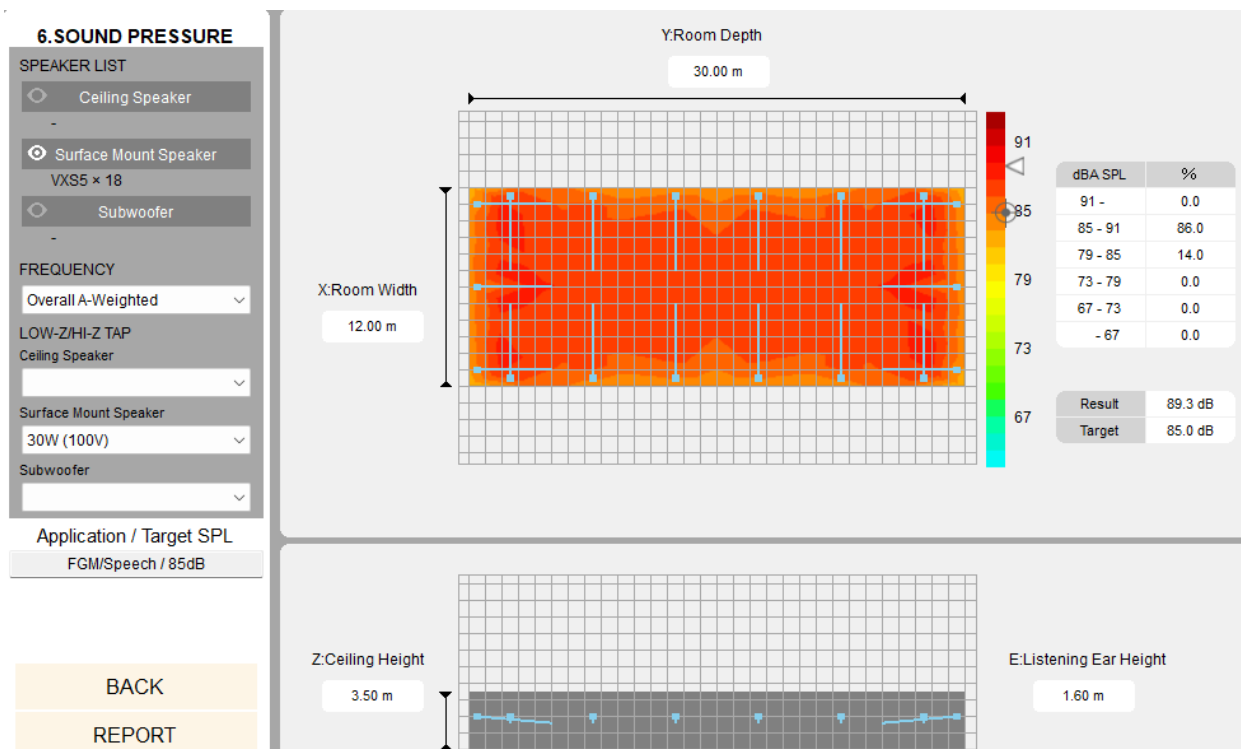 6.SOUND PRESSURE
SPEAKER LIST
Ceiling Speaker
-
Surface Mount Speaker
VXS5 × 18
Subwoofer
-
FREQUENCY
Overall A-Weighted
LOW-Z/HI-Z TAP
Ceiling Speaker
Surface Mount Speaker
30W (100V)
Subwoofer
Application / Target SPL
FGM/Speech / 85dB
BACK
REPORT
Y:Room Depth
30.00 m
X:Room Width
12.00 m
91
85
79
73
67
dBA SPL %
91 - 0.0
85 - 91 86.0
79 - 85 14.0
73 - 79 0.0
67 - 73 0.0
- 67 0.0
Result 89.3 dB
Target 85.0 dB
Z:Ceiling Height
3.50 m
E:Listening Ear Height
1.60 m